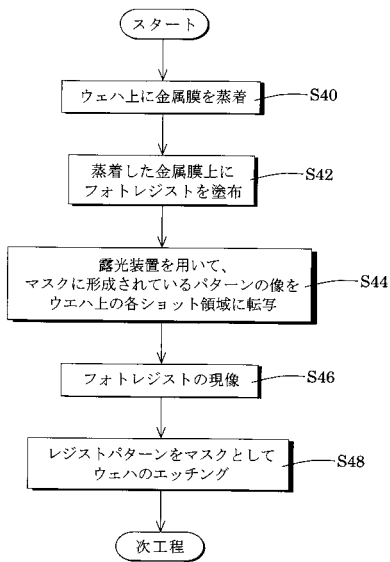 スタート
ウェハ上に金属膜を蒸着
S40
蒸着した金属膜上に
フォトレジストを塗布
S42
露光装置を用いて、
マスクに形成されているパターンの像を
ウエハ上の各ショット領域に転写
S44
フォトレジストの現像
S46
レジストパターンをマスクとして
ウェハのエッチング
S48
次工程